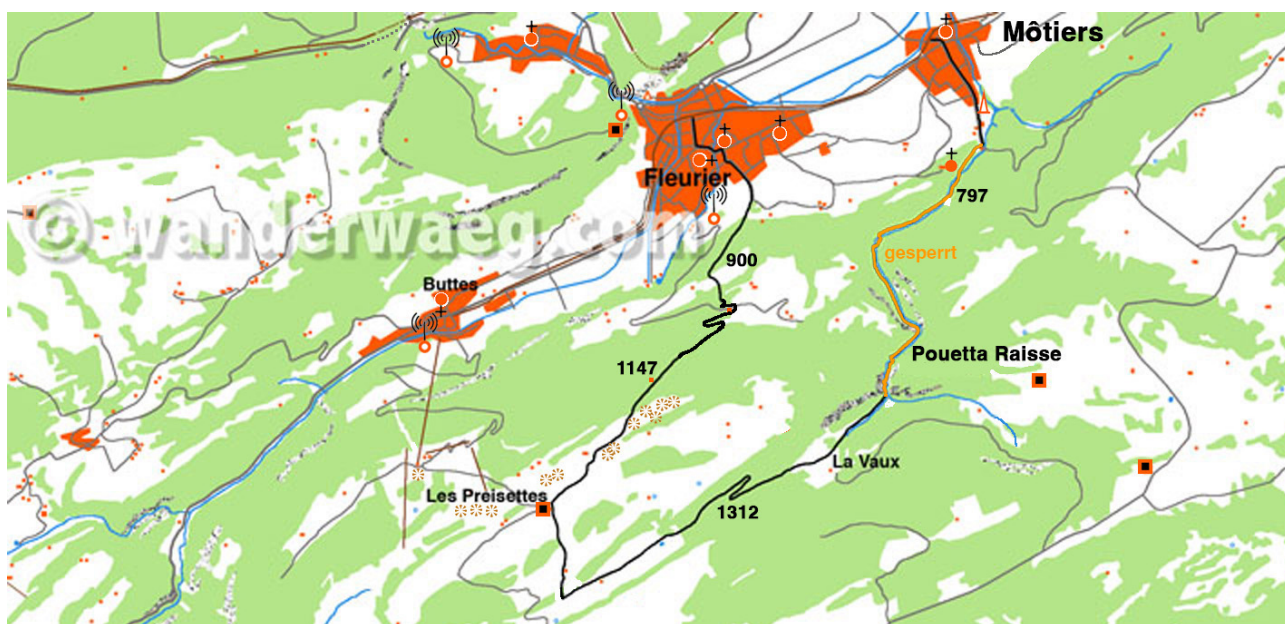 Môtiers
Fleurier
797
© wanderwaeg.com
gesperrt
900
Buttes
Pouetta Raisse
1147
La Vaux
Les Preisettes
1312